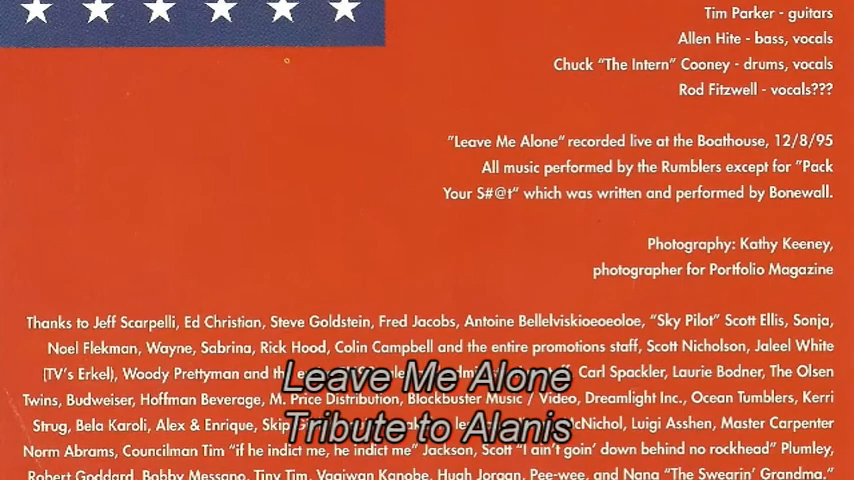 Tim Parker - guitars
Allen Hite - bass, vocals
Chuck "The Intern" Cooney - drums, vocals
Rod Fitzwell - vocals???
"Leave Me Alone" recorded live at the Boathouse, 12/8/95
All music performed by the Rumblers except for "Pack
Your S#@t" which was written and performed by Bonewall.
Photography: Kathy Keeney,
photographer for Portfolio Magazine
Thanks to Jeff Scarpelli, Ed Christian, Steve Goldstein, Fred Jacobs, Antoine Bellelviskioeoeoloe, "Sky Pilot" Scott Ellis, Sonja,
Noel Flekman, Wayne, Sabrina, Rick Hood, Colin Campbell and the entire promotions staff, Scott Nicholson, Jaleel White
(TV's Erkel), Woody Prettyman and Carl Spackler, Laurie Bodner, The Olsen
Leave Me Alone
Twins, Budweiser, Hoffman Beverage, M. Price Distribution, Blockbuster Music / Video, Dreamlight Inc., Ocean Tumblers, Kerri
Strug, Bela Karoli, Alex & Enrique, McNichol, Luigi Asshen, Master Carpenter
Tribute to Alanis
Norm Abrams, Councilman Tim "if he indict me, he indict me" Jackson, Scott "I ain't goin' down behind no rockhead" Plumley,
Robert Goddard, Bobby Messano, Tiny Tim, Vagiwan Kanobe, Hugh Jorgan, Pee-wee, and Nana "The Swearin' Grandma."